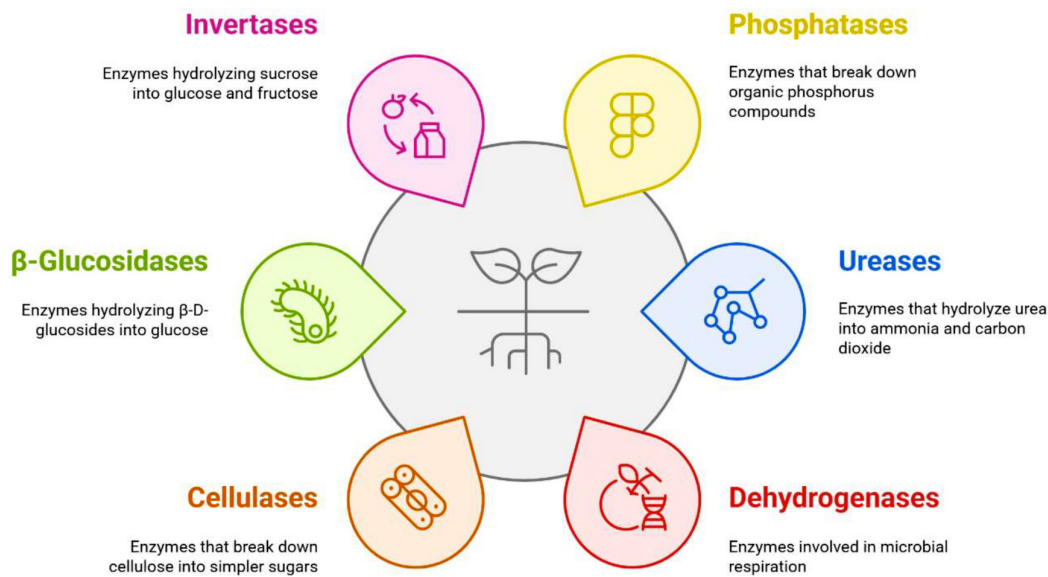 Invertases
Enzymes hydrolyzing sucrose
into glucose and fructose
Phosphatases
Enzymes that break down
organic phosphorus
compounds
β-Glucosidases
Enzymes hydrolyzing β-D-
glucosides into glucose
Ureases
Enzymes that hydrolyze urea
into ammonia and carbon
dioxide
Cellulases
Enzymes that break down
cellulose into simpler sugars
Dehydrogenases
Enzymes involved in microbial
respiration